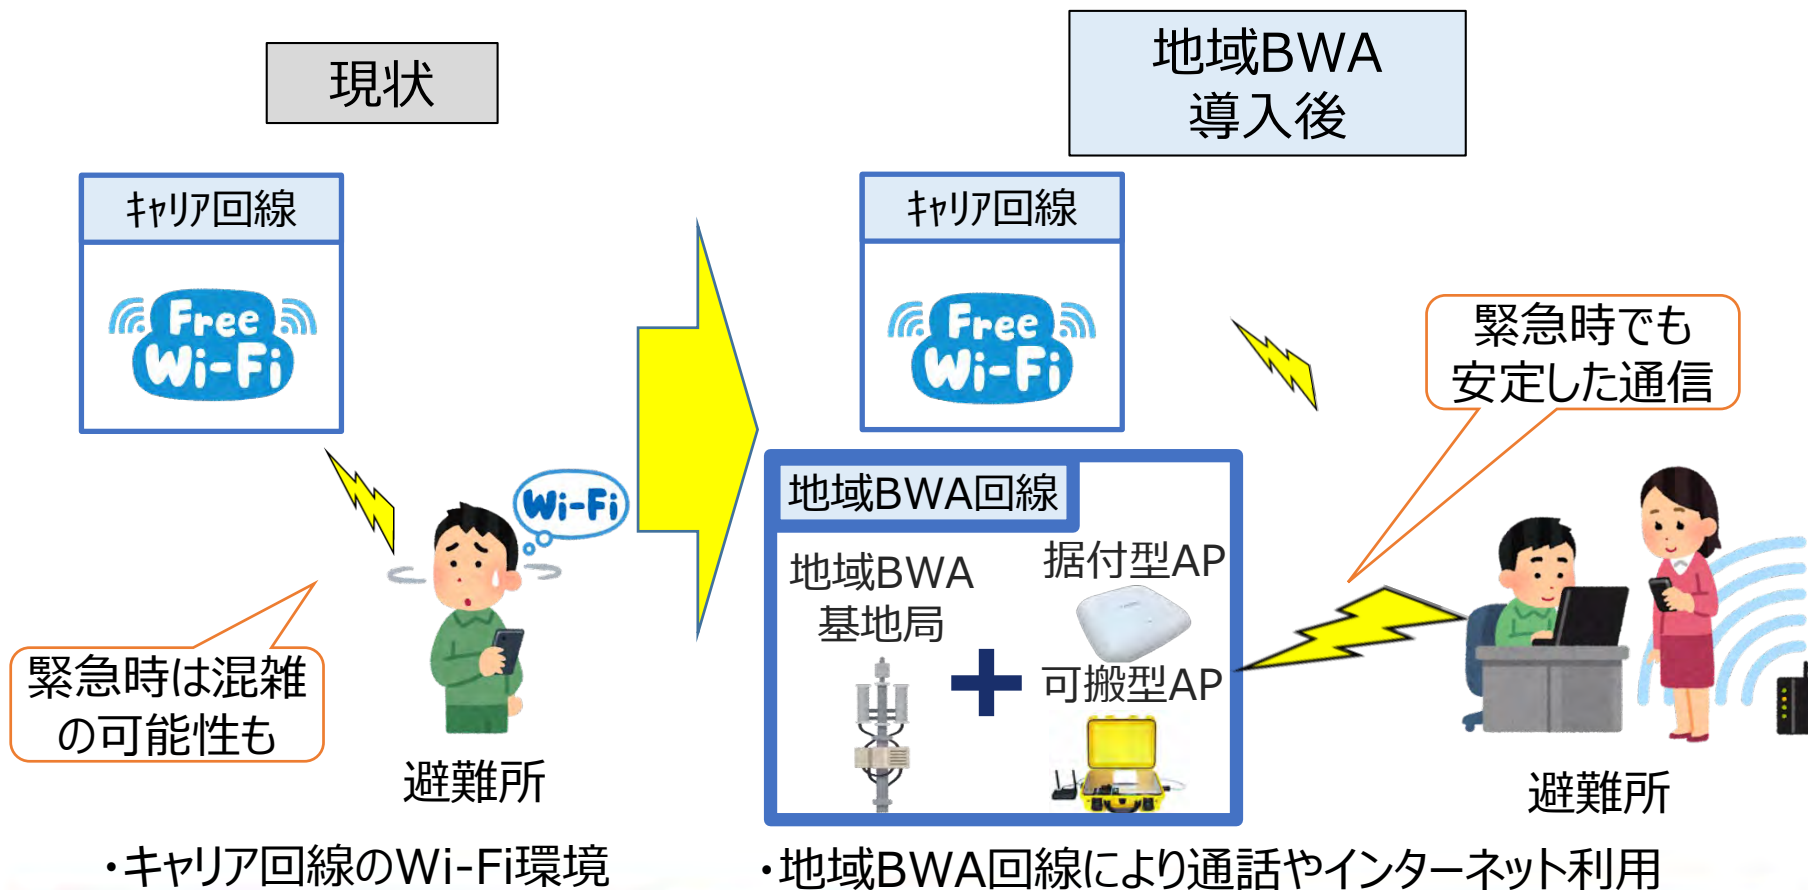 現状
キャリア回線
Free
Wi-Fi
Wi-Fi
緊急時は混雑
の可能性も
避難所
・キャリア回線のWi-Fi環境
地域BWA
導入後
キャリア回線
Free
Wi-Fi
緊急時でも
安定した通信
地域BWA回線
地域BWA
基地局
据付型AP
可搬型AP
避難所
・地域BWA回線により通話やインターネット利用